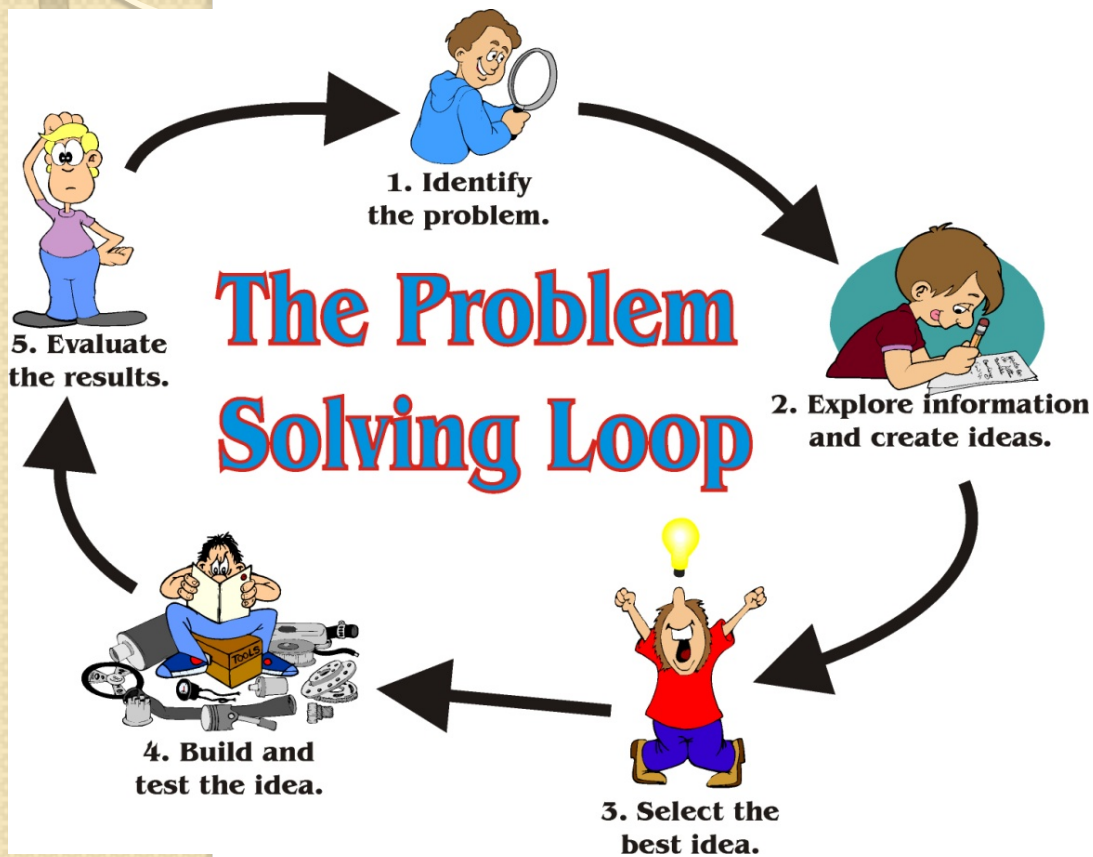 The Problem
Solving Loop
1. Identify
the problem.
2. Explore information
and create ideas.
3. Select the
best idea.
4. Build and
test the idea.
TOOLS
5. Evaluate
the results.